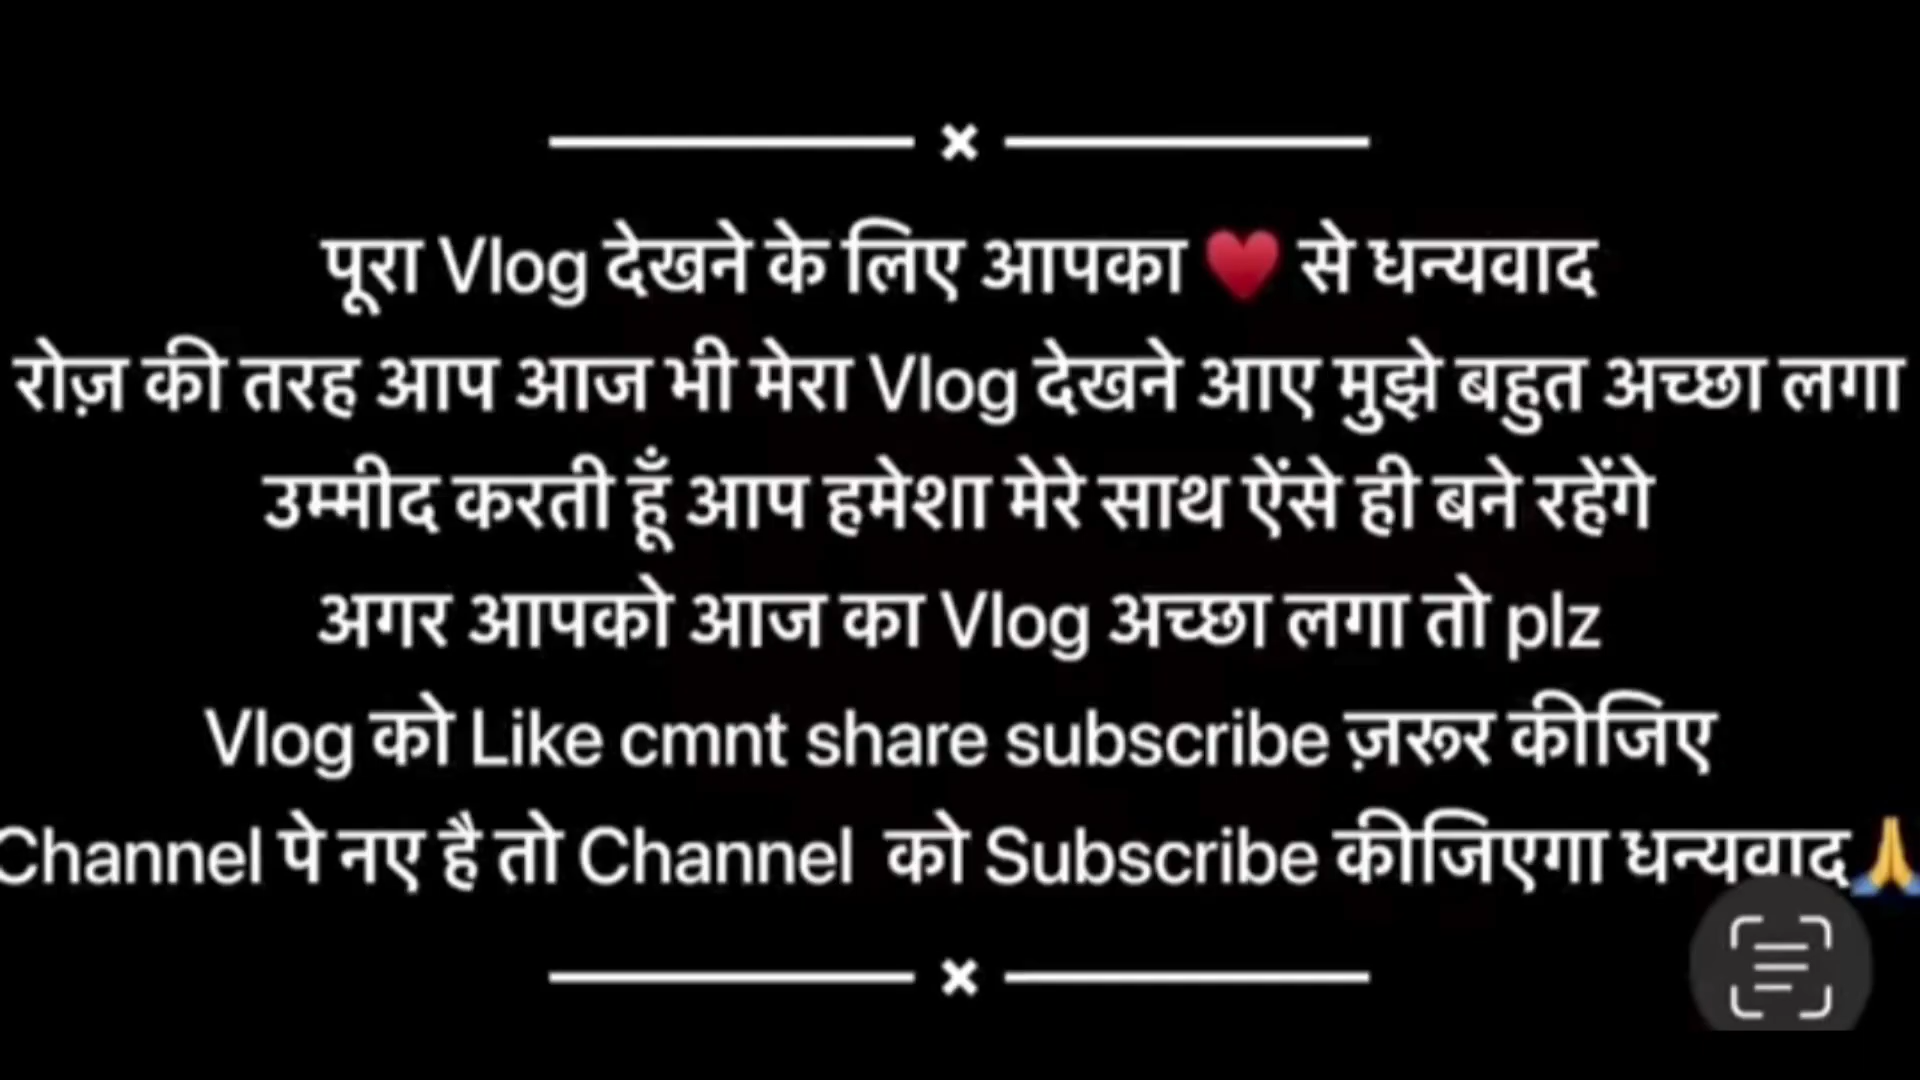 पूरा Vlog देखने के लिए आपका ♥️ से धन्यवाद
रोज़ की तरह आप आज भी मेरा Vlog देखने आए मुझे बहुत अच्छा लगा
उम्मीद करती हूँ आप हमेशा मेरे साथ ऐंसे ही बने रहेंगे
अगर आपको आज का Vlog अच्छा लगा तो plz
Vlog को Like cmnt share subscribe ज़रूर कीजिए
Channel पे नए है तो Channel को Subscribe कीजिएगा धन्यवाद🙏